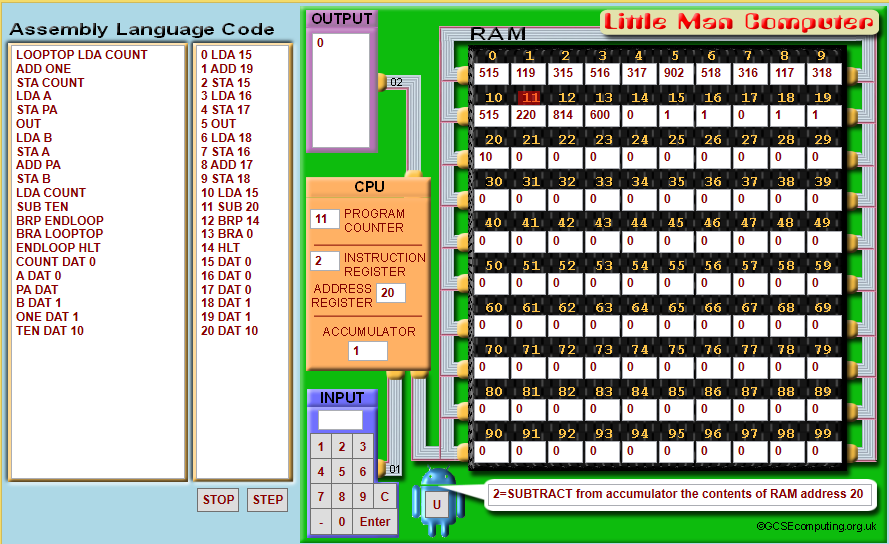 Assembly Language Code
LOOPTOP LDA COUNT
ADD ONE
STA COUNT
LDA A
STA PA
OUT
LDA B
STA A
ADD PA
STA B
LDA COUNT
SUB TEN
BRP ENDLOOP
BRA LOOPTOP
ENDLOOP HLT
COUNT DAT 0
A DAT 0
PA DAT
B DAT 1
ONE DAT 1
TEN DAT 10
0 LDA 15
1 ADD 19
2 STA 15
3 LDA 16
4 STA 17
5 OUT
6 LDA 18
7 STA 16
8 ADD 17
9 STA 18
10 LDA 15
11 SUB 20
12 BRP 14
13 BRA 0
14 HLT
15 DAT 0
16 DAT 0
17 DAT 0
18 DAT 1
19 DAT 1
20 DAT 10
STOP STEP
OUTPUT
0
02
CPU
11 PROGRAM
COUNTER
2 INSTRUCTION
REGISTER
ADDRESS
REGISTER 20
ACCUMULATOR
1
INPUT
1 2 3
4 5 6
7 8 9 C
- 0 Enter
01
Little Man Computer
RAM
0 1 2 3 4 5 6 7 8 9
515 119 315 516 317 902 518 316 117 318
10 11 12 13 14 15 16 17 18 19
515 220 814 600 0 1 1 0 1 1
20 21 22 23 24 25 26 27 28 29
10 0 0 0 0 0 0 0 0 0
30 31 32 33 34 35 36 37 38 39
0 0 0 0 0 0 0 0 0 0
40 41 42 43 44 45 46 47 48 49
0 0 0 0 0 0 0 0 0 0
50 51 52 53 54 55 56 57 58 59
0 0 0 0 0 0 0 0 0 0
60 61 62 63 64 65 66 67 68 69
0 0 0 0 0 0 0 0 0 0
70 71 72 73 74 75 76 77 78 79
0 0 0 0 0 0 0 0 0 0
80 81 82 83 84 85 86 87 88 89
0 0 0 0 0 0 0 0 0 0
90 91 92 93 94 95 96 97 98 99
0 0 0 0 0 0 0 0 0 0
U
2=SUBTRACT from accumulator the contents of RAM address 20
©GCSEcomputing.org.uk